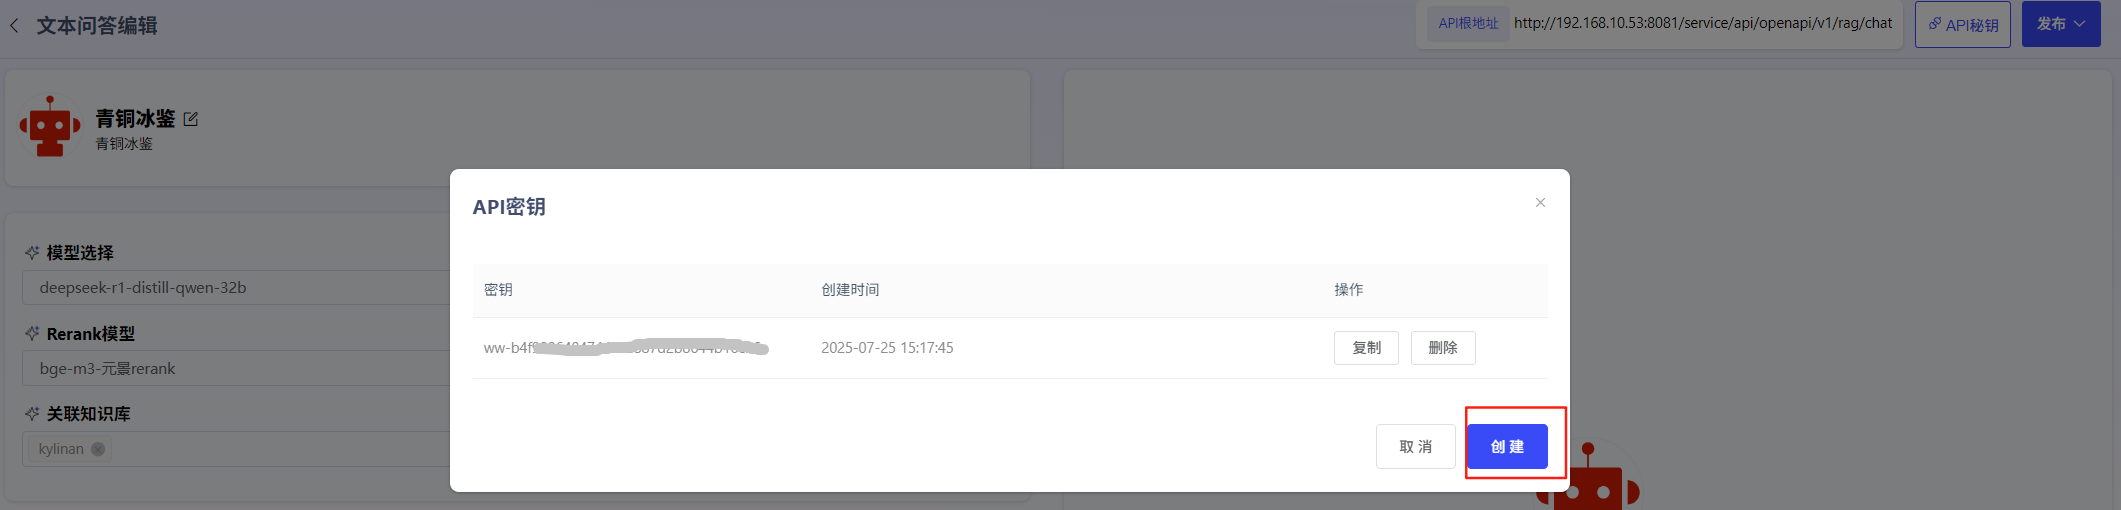 文本问答编辑
API根地址 http://192.168.10.53:8081/service/api/openapi/v1/rag/chat
API秘钥
发布
青铜冰鉴
青铜冰鉴
模型选择
deepseek-r1-distill-qwen-32b
Rerank模型
bge-m3-元景rerank
关联知识库
kylinan
API密钥
密钥 创建时间 操作
ww-b4f 2025-07-25 15:17:45 复制 删除
取消 创建